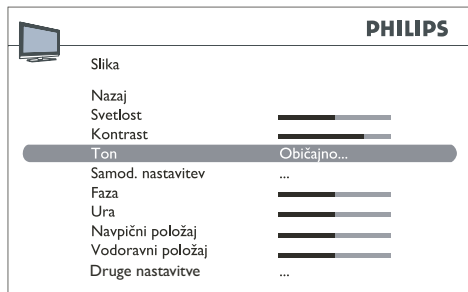 PHILIPS
Slika
Nazaj
Svetlost
Kontrast
Ton Običajno...
Samod. nastavitev ...
Faza
Ura
Navpični položaj
Vodoravni položaj
Druge nastavitve ...